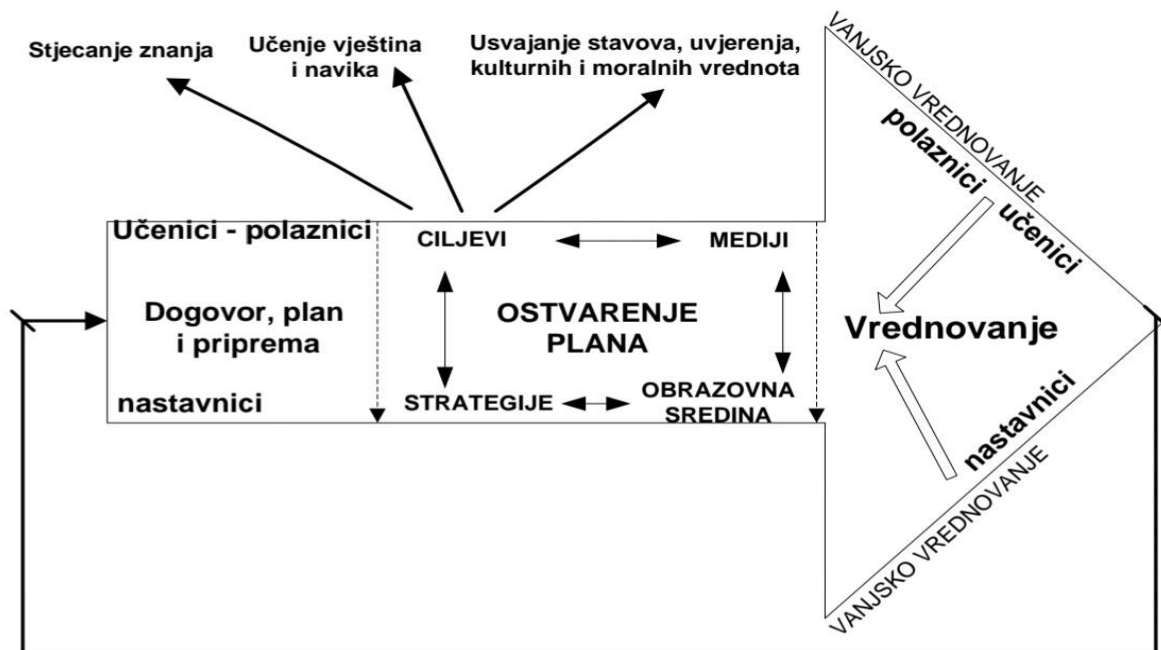 Stjecanje znanja
Učenje vještina
i navika
Usvajanje stavova, uvjerenja,
kulturnih i moralnih vrednota
VANJSKO VREDNOVANJE
polaznici
učenici
Učenici - polaznici
CILJEVI
MEDIJI
Dogovor, plan
i priprema
OSTVARENJE
PLANA
Vrednovanje
nastavnici
STRATEGIJE
OBRAZOVNA
SREDINA
nastavnici
VANJSKO VREDNOVANJE